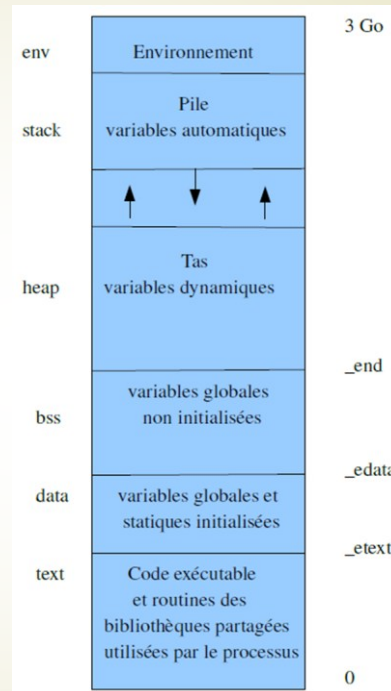 3 Go
env
Environnement
Pile
stack
variables automatiques
Tas
heap
variables dynamiques
_end
variables globales
bss
non initialisées
_edata
data
variables globales et
statiques initialisées
_etext
text
Code exécutable
et routines des
bibliothèques partagées
utilisées par le processus
0